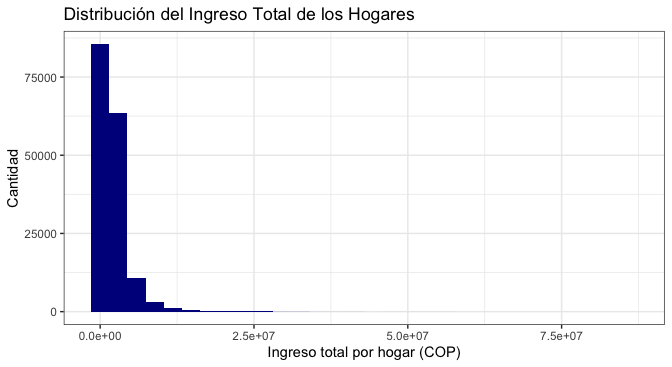 Distribución del Ingreso Total de los Hogares
75000
50000
25000
0
Cantidad
0.0e+00 2.5e+07 5.0e+07 7.5e+07
Ingreso total por hogar (COP)